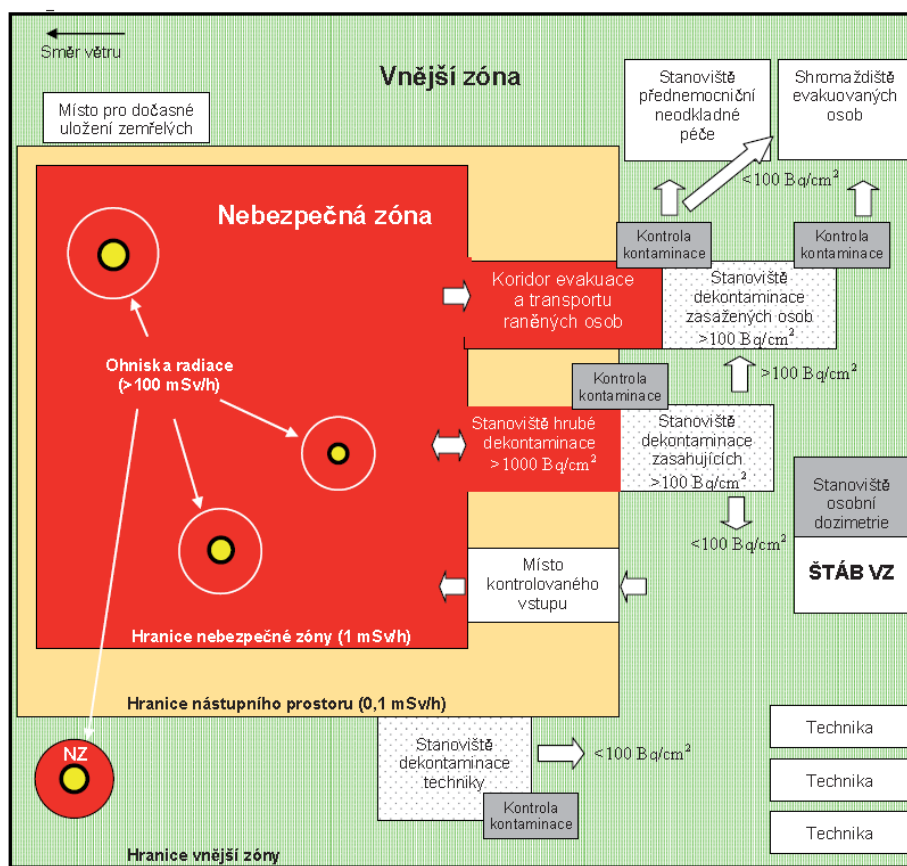 Směr větru
Vnější zóna
Místo pro dočasné
uložení zemřelých
Stanoviště
přednemocniční
neodkladné
péče
Shromaždiště
evakuovaných
osob
<100 Bq/cm²
Nebezpečná zóna
Kontrola
kontaminace
Kontrola
kontaminace
Koridor evakuace
a transportu
raněných osob
Stanoviště
dekontaminace
zasažených osob
>100 Bq/cm²
Ohniska radiace
(>100 mSv/h)
Kontrola
kontaminace
>100 Bq/cm²
Stanoviště hrubé
dekontaminace
>1000 Bq/cm²
Stanoviště
dekontaminace
zasahujících
>100 Bq/cm²
Stanoviště
osobní
dozimetrie
<100 Bq/cm²
ŠTÁB VZ
Místo
kontrolovaného
vstupu
Hranice nebezpečné zóny (1 mSv/h)
Hranice nástupního prostoru (0,1 mSv/h)
NZ
Stanoviště
dekontaminace
techniky
<100 Bq/cm²
Kontrola
kontaminace
Technika
Technika
Technika
Hranice vnější zóny